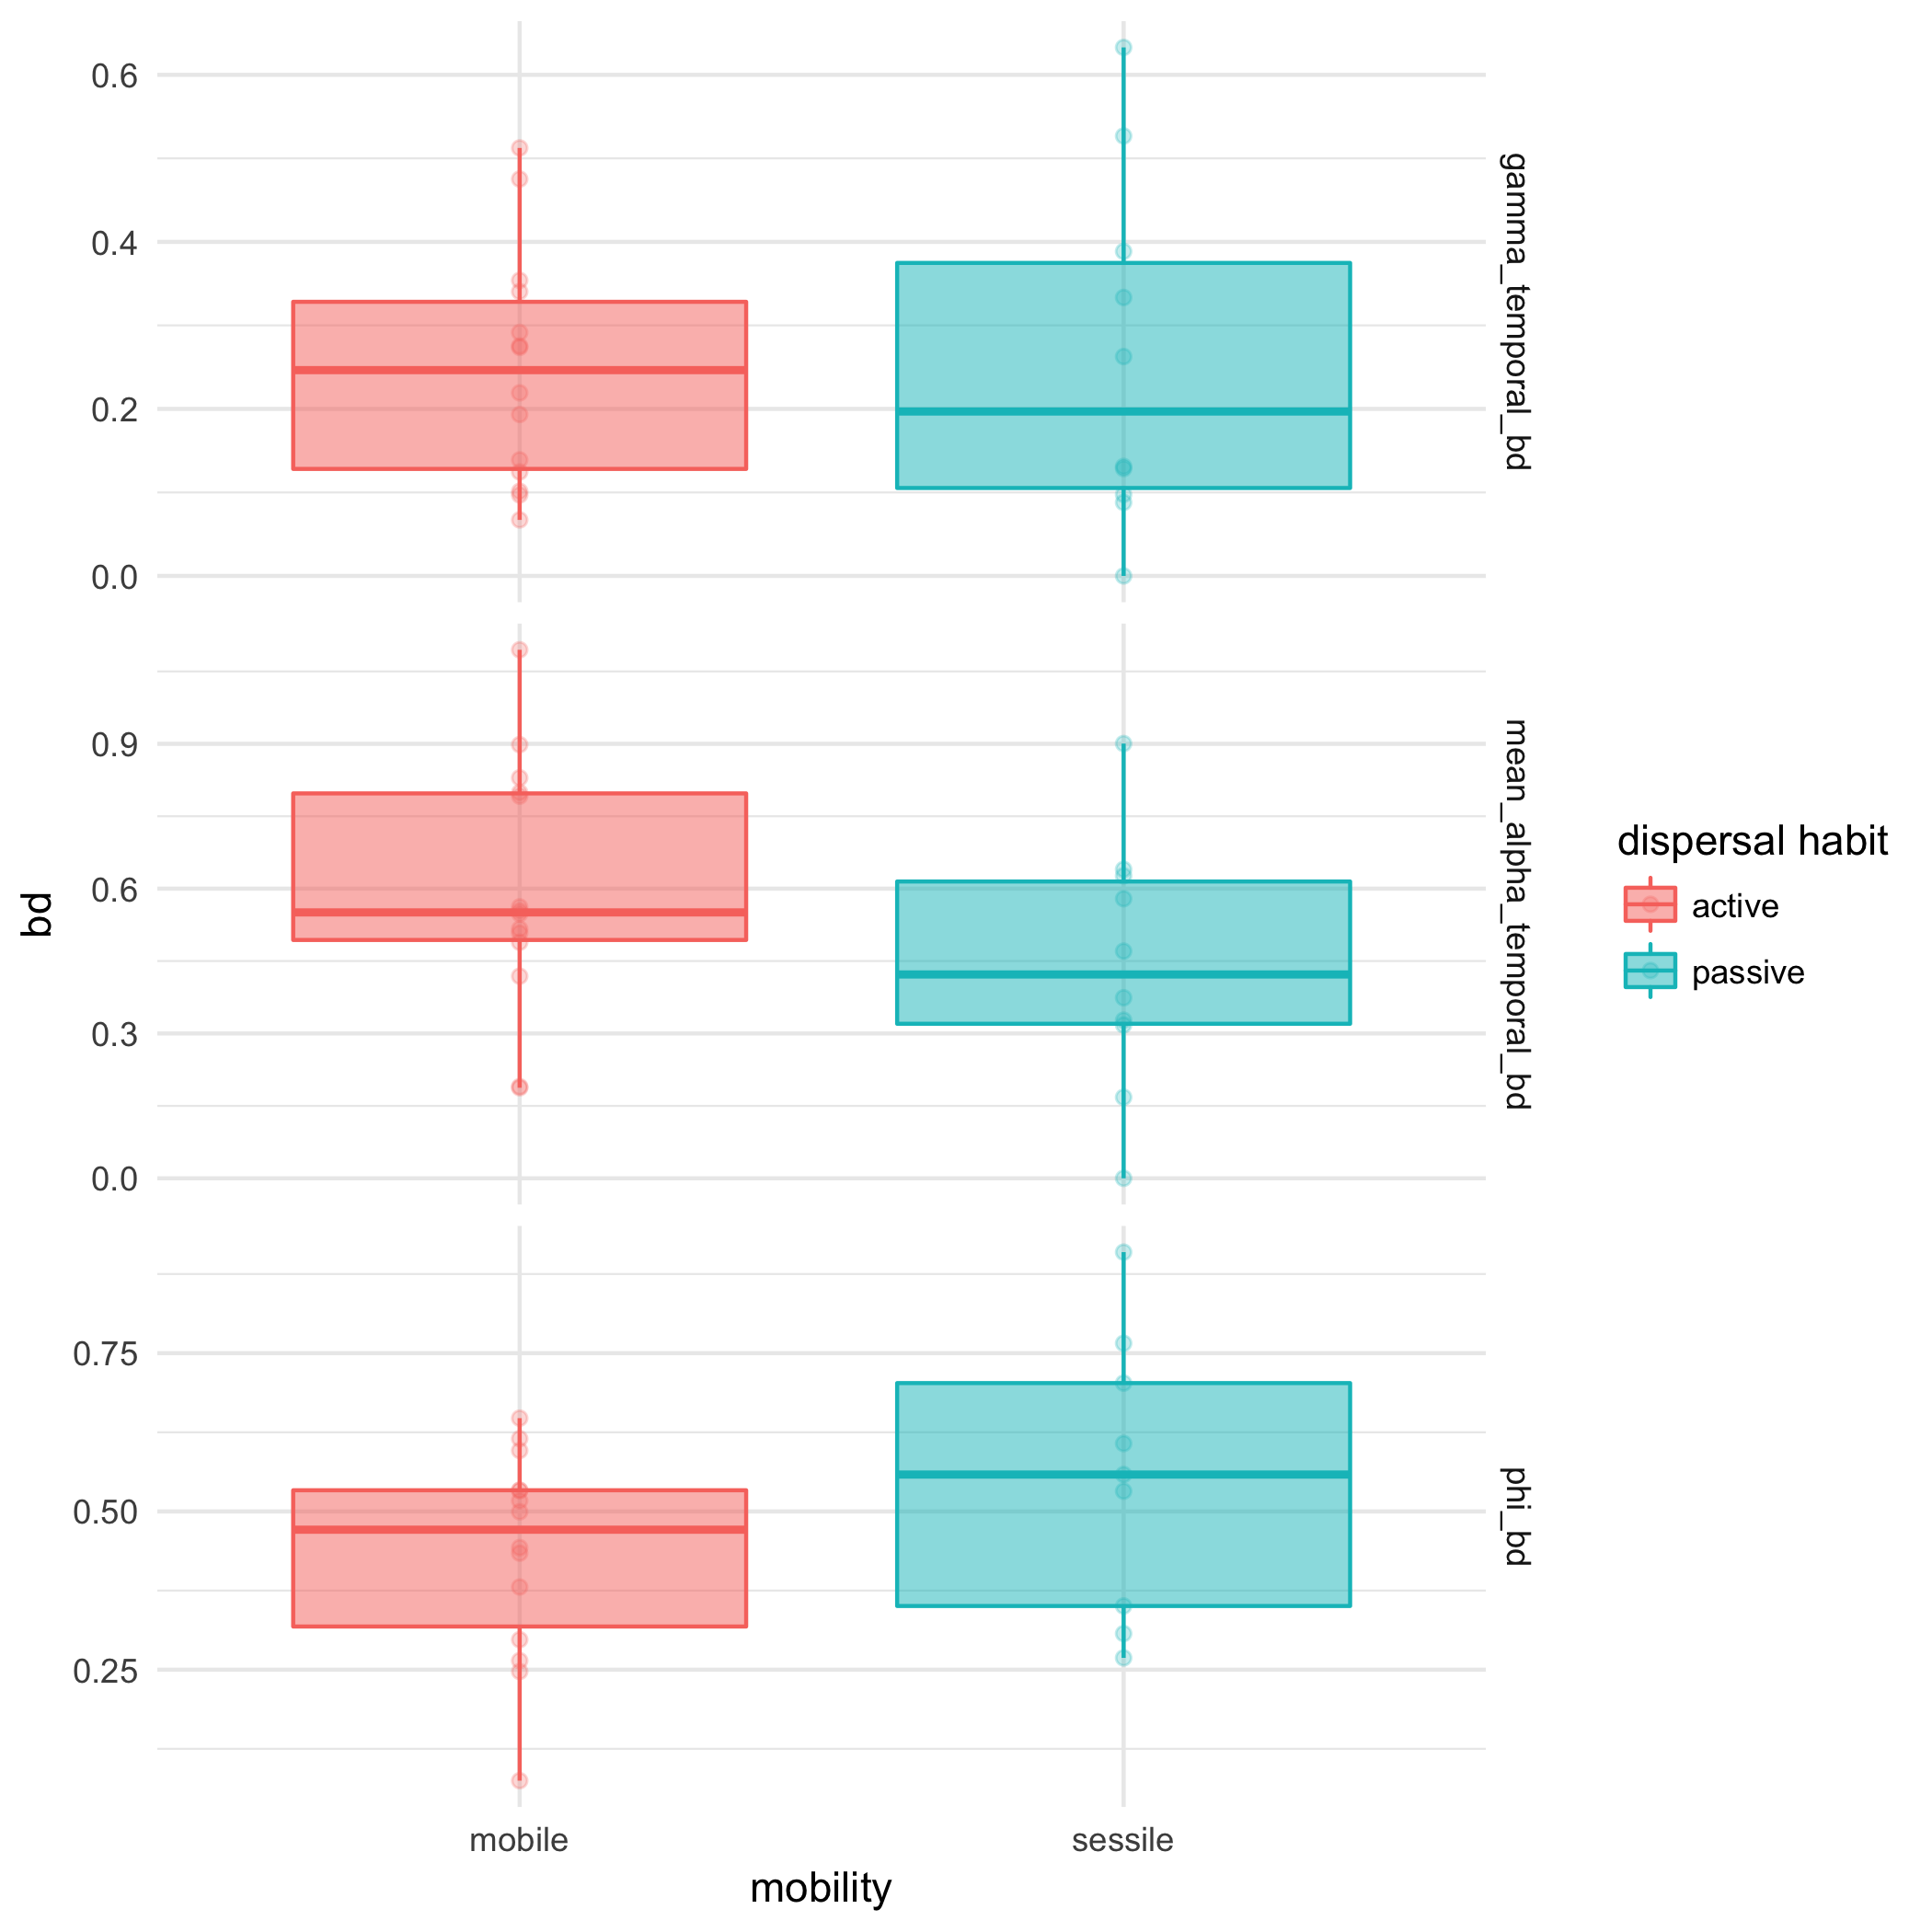 0.6
0.4
0.2
0.0
gamma_temporal_bd
0.9
0.6
0.3
0.0
mean_alpha_temporal_bd
0.75
0.50
0.25
phi_bd
bd
mobile
sessile
mobility
dispersal habit
active
passive